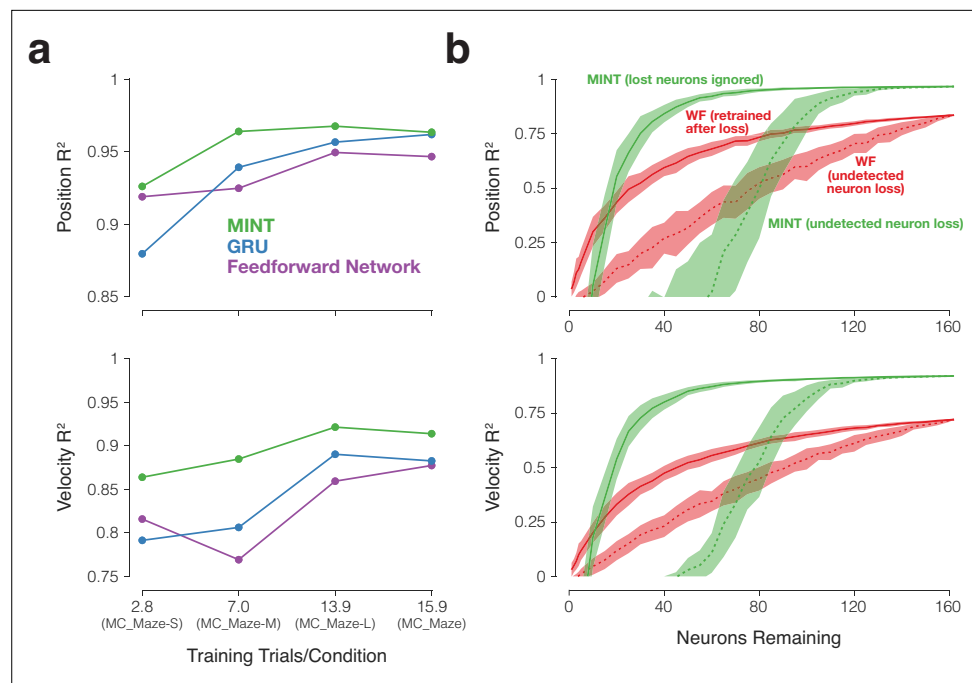 a
1
0.95
0.9
0.85
Position R²
MINT
GRU
Feedforward Network
1
0.95
0.9
0.85
0.8
0.75
Velocity R²
2.8
(MC_Maze-S)
7.0
(MC_Maze-M)
13.9
(MC_Maze-L)
15.9
(MC_Maze)
Training Trials/Condition
b
1
0.75
0.5
0.25
0
Position R²
MINT (lost neurons ignored)
WF (retrained
after loss)
WF
(undetected
neuron loss)
MINT (undetected neuron loss)
0
40
80
120
160
1
0.75
0.5
0.25
0
Velocity R²
0
40
80
120
160
Neurons Remaining